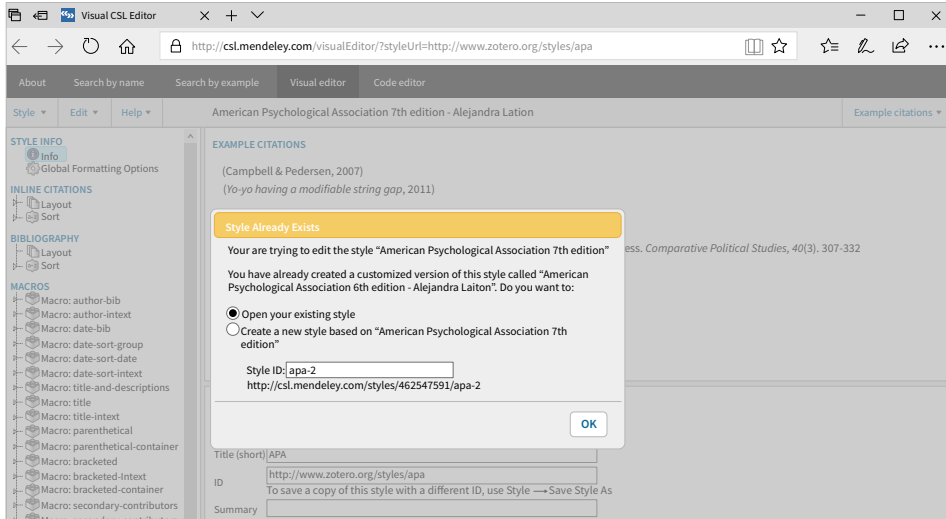 Visual CSL Editor
http://csl.mendeley.com/visualEditor/?styleUrl=http://www.zotero.org/styles/apa
About Search by name Search by example Visual editor Code editor
Style Edit Help American Psychological Association 7th edition - Alejandra Lation Example citations
STYLE INFO
Info
Global Formatting Options
INLINE CITATIONS
Layout
Sort
BIBLIOGRAPHY
Layout
Sort
MACROS
Macro: author-bib
Macro: author-intext
Macro: date-bib
Macro: date-sort-group
Macro: date-sort-date
Macro: date-sort-intext
Macro: title-and-descriptions
Macro: title
Macro: title-intext
Macro: parenthetical
Macro: parenthetical-container
Macro: bracketed
Macro: bracketed-Intext
Macro: bracketed-container
Macro: secondary-contributors
EXAMPLE CITATIONS
(Campbell & Pedersen, 2007)
(Yo-yo having a modifiable string gap, 2011)
ess. Comparative Political Studies, 40(3). 307-332
Style Already Exists
Your are trying to edit the style “American Psychological Association 7th edition”
You have already created a customized version of this style called “American
Psychological Association 6th edition - Alejandra Laiton”. Do you want to:
Open your existing style
Create a new style based on “American Psychological Association 7th
edition”
Style ID: apa-2
http://csl.mendeley.com/styles/462547591/apa-2
OK
Title (short) APA
ID http://www.zotero.org/styles/apa
To save a copy of this style with a different ID, use Style → Save Style As
Summary